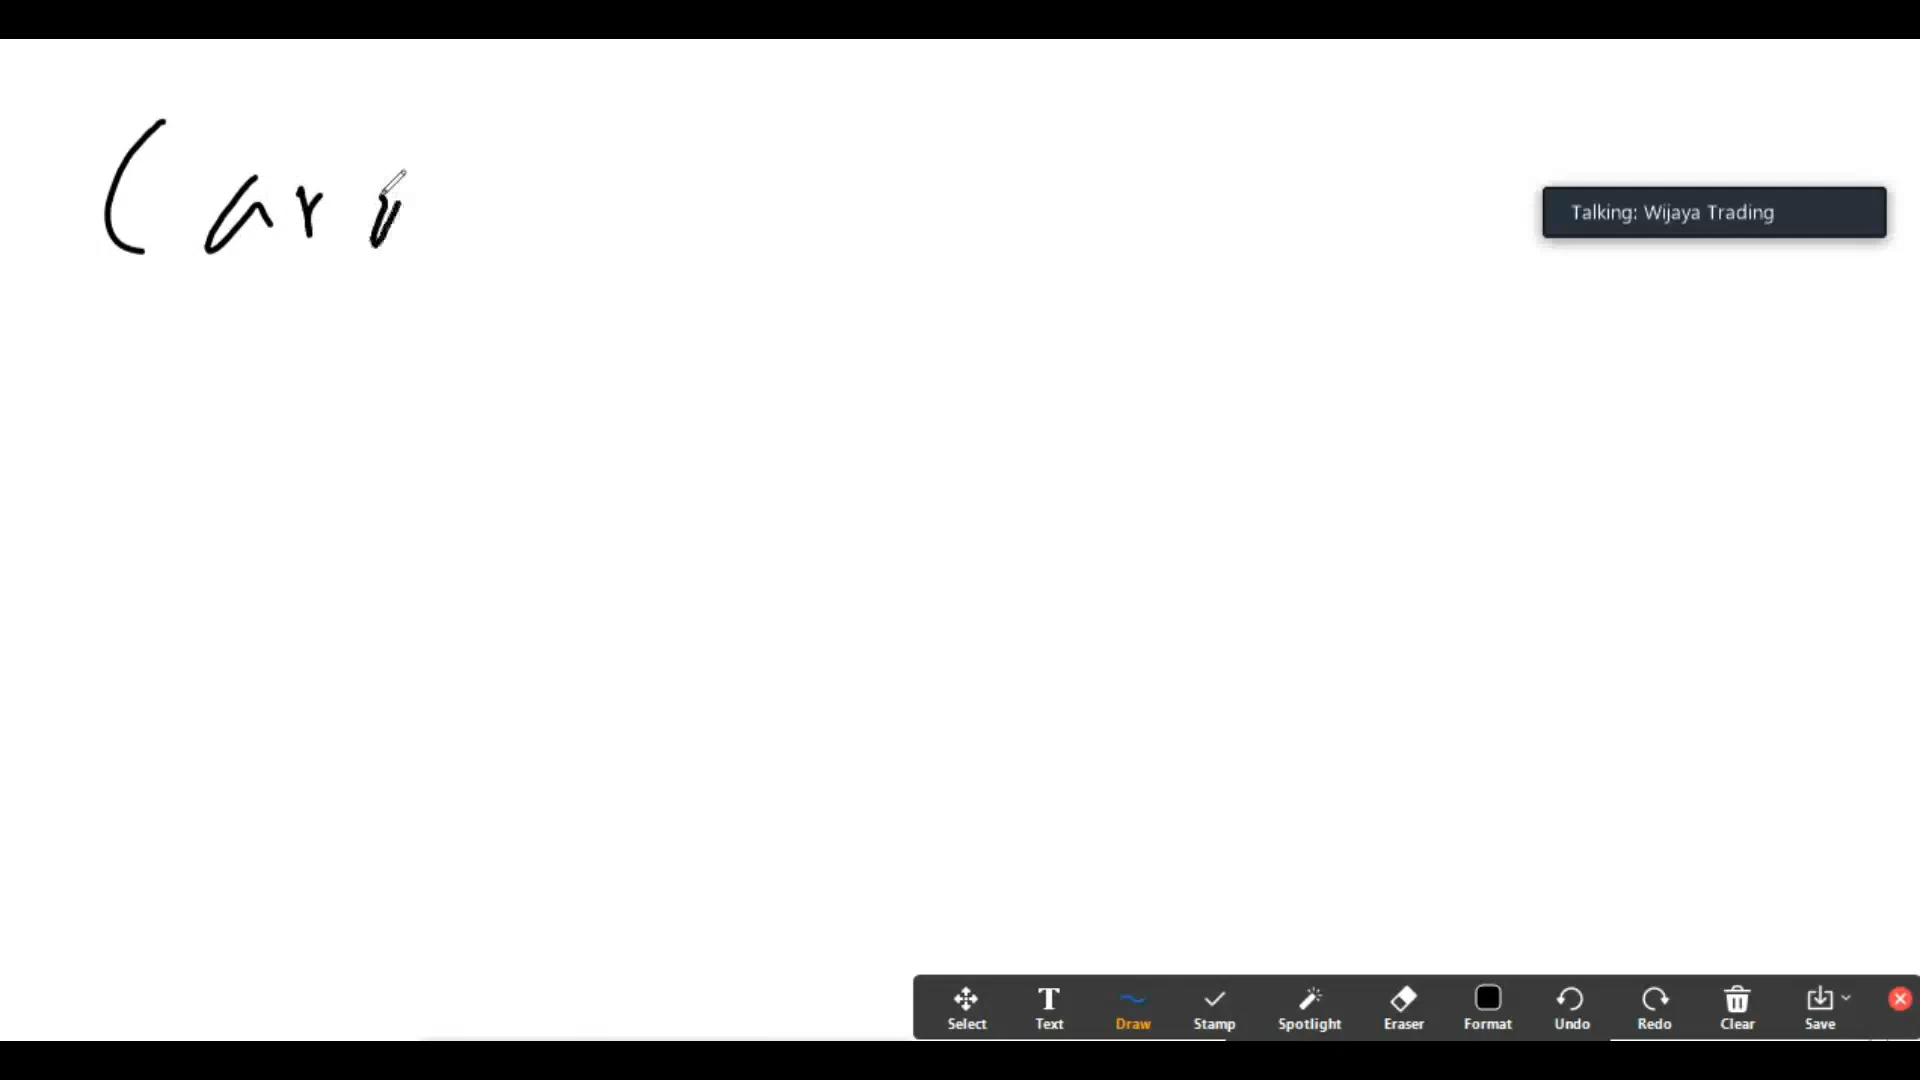 Car
Talking: Wijaya Trading
Select Text Draw Stamp Spotlight Eraser Format Undo Redo Clear Save